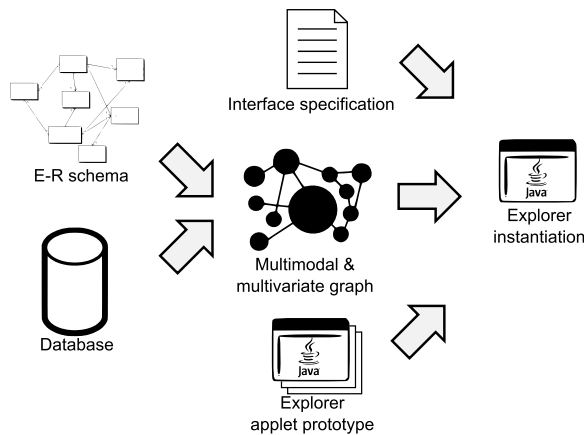 Interface specification
E-R schema
Java
Explorer
instantiation
Multimodal &
multivariate graph
Database
Java
Explorer
applet prototype